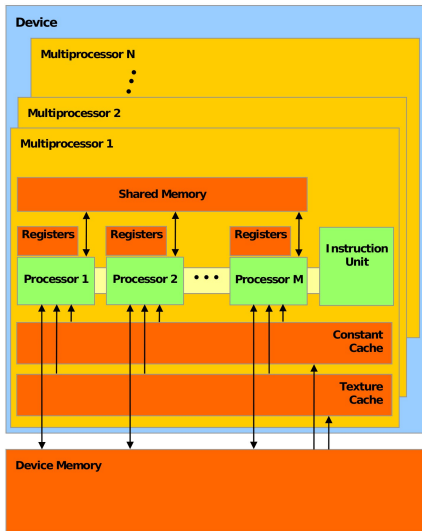 Device
Multiprocessor N
Multiprocessor 2
Multiprocessor 1
Shared Memory
Registers
Registers
Registers
Instruction
Unit
Processor 1
Processor 2
Processor M
Constant
Cache
Texture
Cache
Device Memory